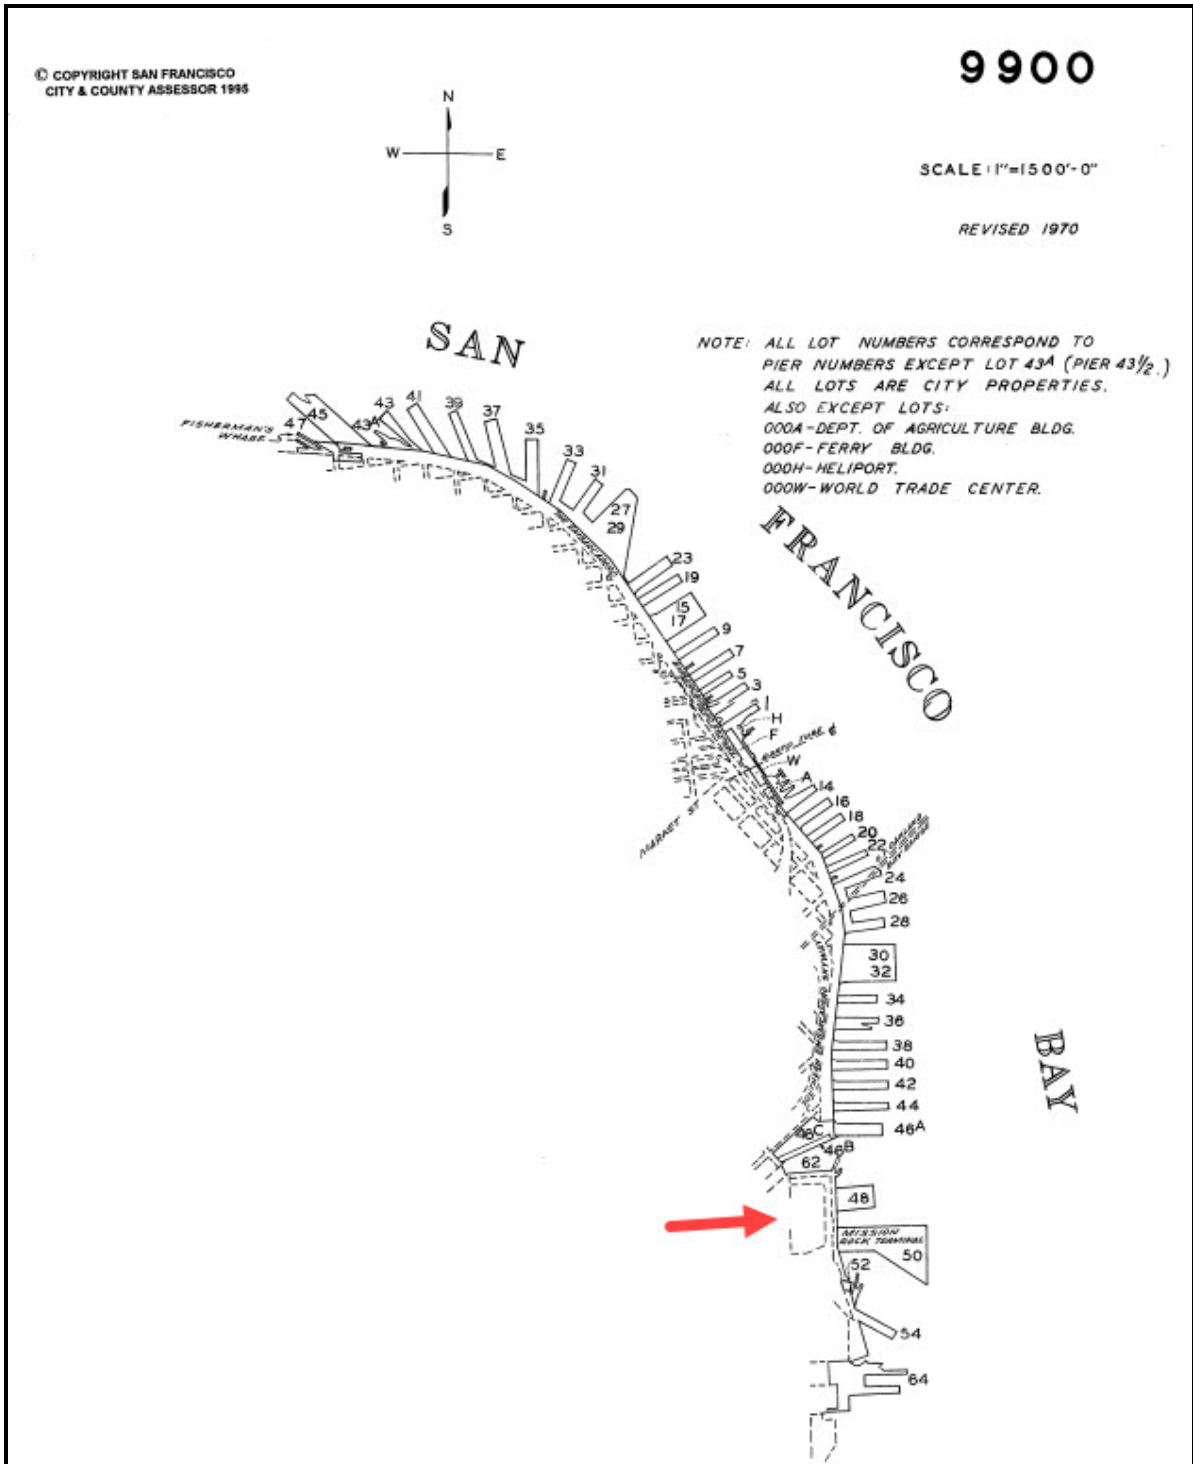 © COPYRIGHT SAN FRANCISCO
CITY & COUNTY ASSESSOR 1995
9900
N
W
E
S
SCALE: 1"=1500'-0"
REVISED 1970
NOTE: ALL LOT NUMBERS CORRESPOND TO
PIER NUMBERS EXCEPT LOT 43A (PIER 43½.)
ALL LOTS ARE CITY PROPERTIES.
ALSO EXCEPT LOTS:
000A-DEPT. OF AGRICULTURE BLDG.
000F-FERRY BLDG.
000H-HELIPORT.
000W-WORLD TRADE CENTER.
SAN
FRANCISCO
BAY
FISHERMAN'S
WHARF
47
45
43A
43
41
39
37
35
33
31
27
29
23
19
15
17
9
7
5
3
1
H
F
W
A
MARKET ST
14
16
18
20
22
OAKLAND
BAY BRIDGE
24
26
28
30
32
34
36
38
40
42
44
46A
46B
62
48
MISSION
ROCK TERMINAL
50
52
54
64